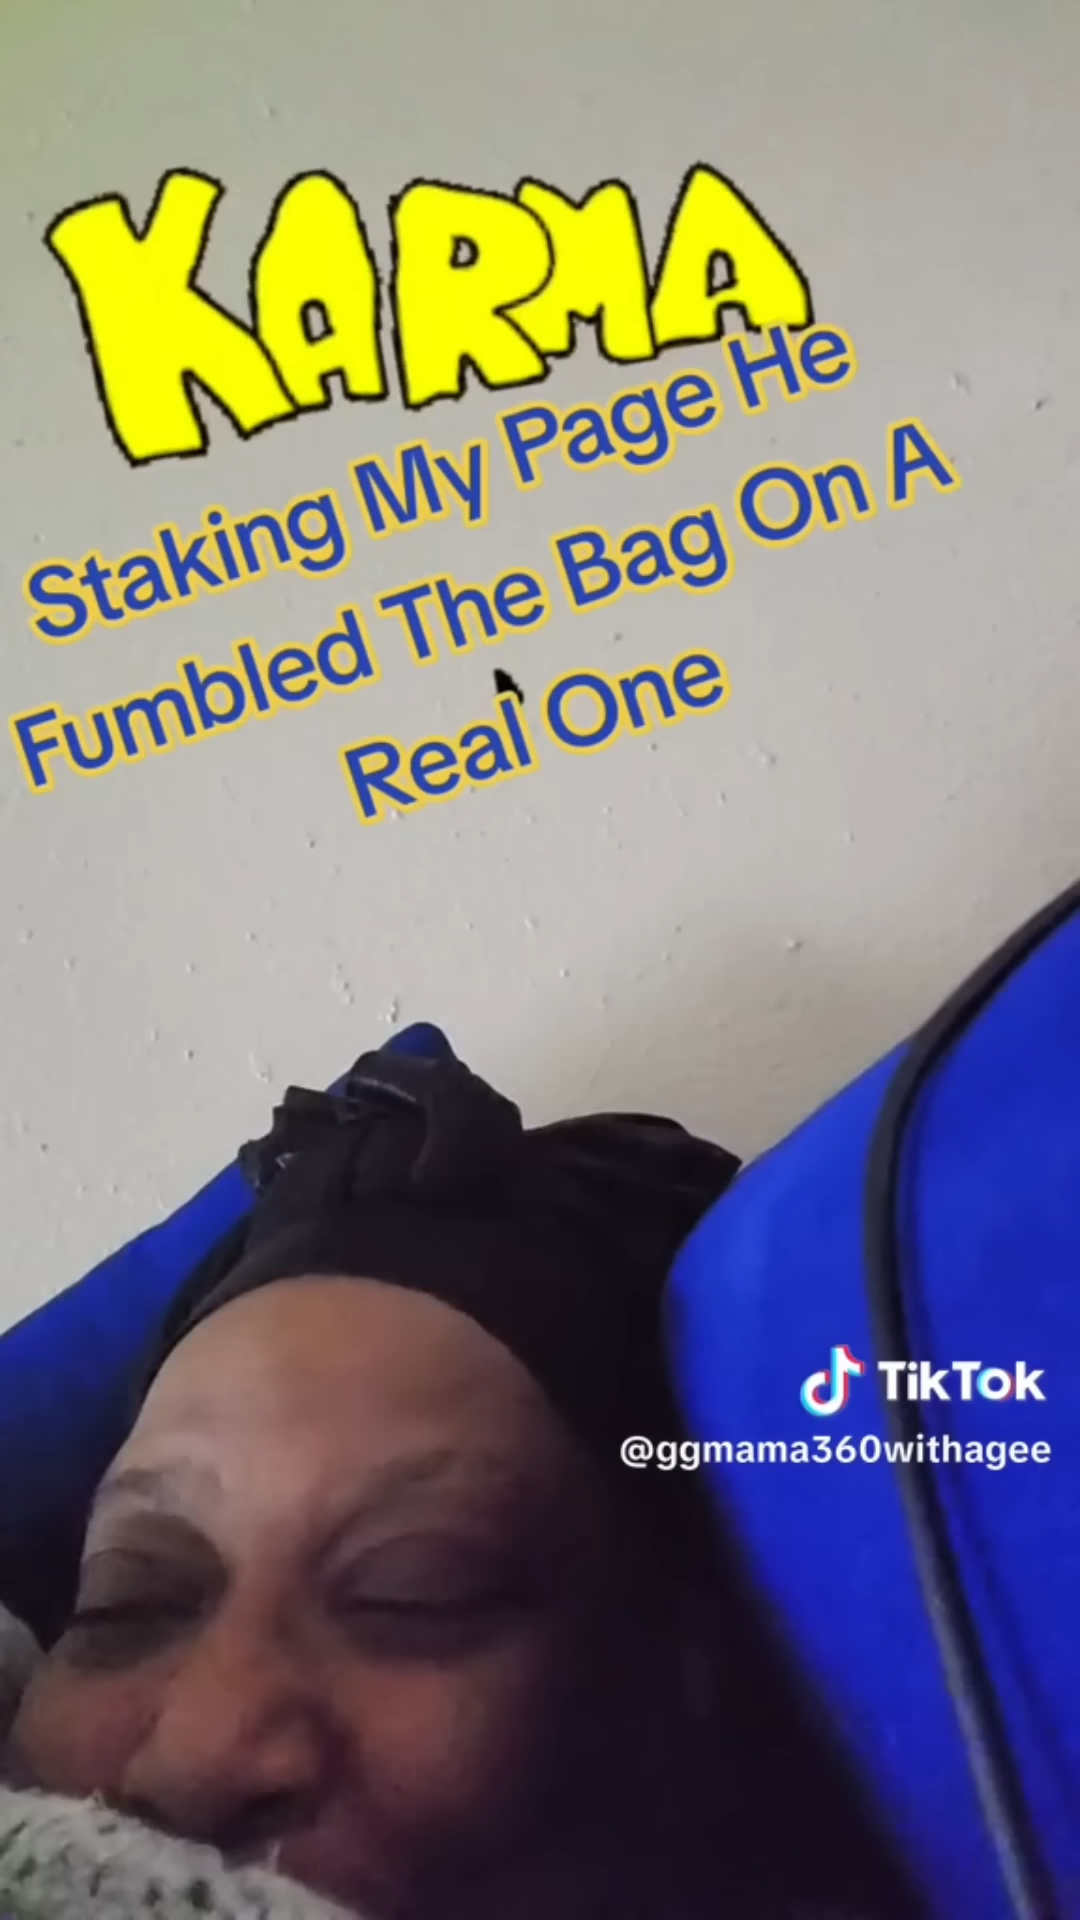 KARMA
Staking My Page He
Fumbled The Bag On A
Real One
TikTok
@ggmama360withagee